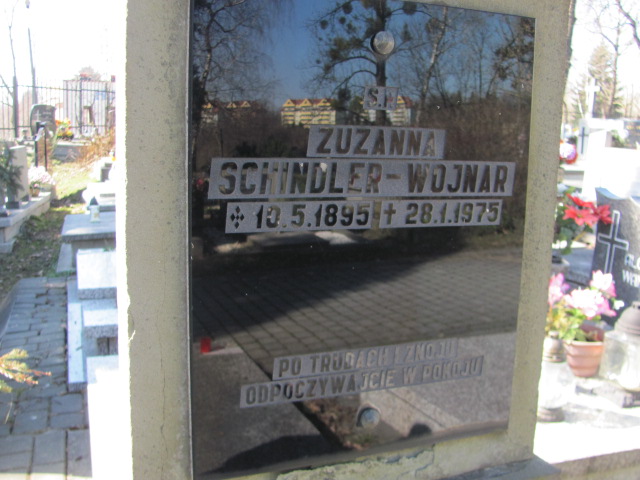 Ś.P.
ZUZANNA
SCHINDLER-WOJNAR
10.5.1895 + 28.1.1975
PO TRUDACH I ZNOJU
ODPOCZYWAJCIE W POKOJU